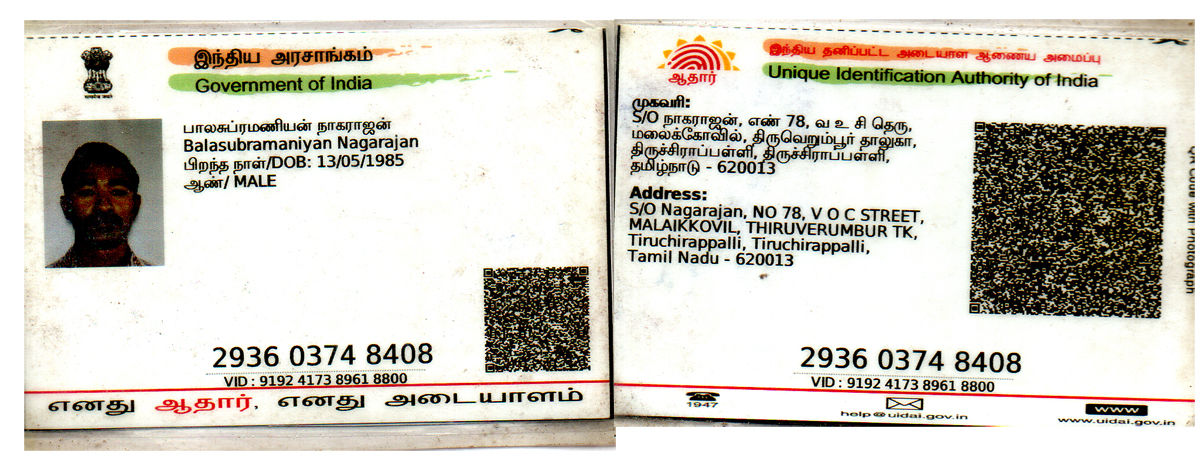 இந்திய அரசாங்கம்
Government of India
பாலசுப்ரமணியன் நாகராஜன்
Balasubramaniyan Nagarajan
பிறந்த நாள்/DOB: 13/05/1985
ஆண்/ MALE
2936 0374 8408
VID : 9192 4173 8961 8800
எனது ஆதார், எனது அடையாளம்
ஆதார்
இந்திய தனிப்பட்ட அடையாள ஆணைய அமைப்பு
Unique Identification Authority of India
முகவரி:
S/O நாகராஜன், எண் 78, வ உ சி தெரு,
மலைக்கோவில், திருவெறும்பூர் தாலுகா,
திருச்சிராப்பள்ளி, திருச்சிராப்பள்ளி,
தமிழ்நாடு - 620013
Address:
S/O Nagarajan, NO 78, V O C STREET,
MALAIKKOVIL, THIRUVERUMBUR TK,
Tiruchirappalli, Tiruchirappalli,
Tamil Nadu - 620013
Code with Photograph
2936 0374 8408
VID : 9192 4173 8961 8800
1947
help@uidai.gov.in
www
www.uidai.gov.in